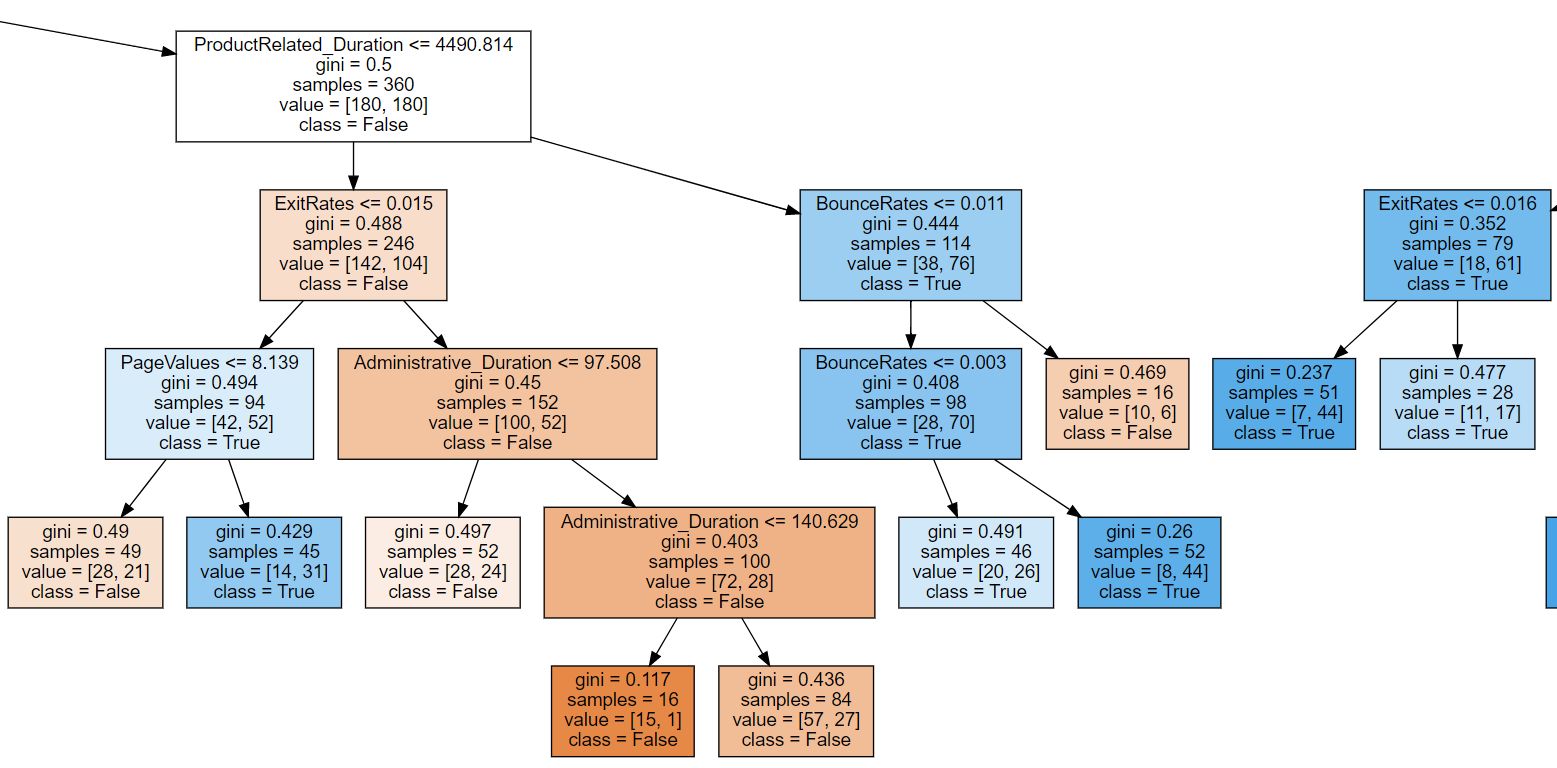 ProductRelated_Duration <= 4490.814
gini = 0.5
samples = 360
value = [180, 180]
class = False
ExitRates <= 0.015
gini = 0.488
samples = 246
value = [142, 104]
class = False
BounceRates <= 0.011
gini = 0.444
samples = 114
value = [38, 76]
class = True
ExitRates <= 0.016
gini = 0.352
samples = 79
value = [18, 61]
class = True
PageValues <= 8.139
gini = 0.494
samples = 94
value = [42, 52]
class = True
Administrative_Duration <= 97.508
gini = 0.45
samples = 152
value = [100, 52]
class = False
BounceRates <= 0.003
gini = 0.408
samples = 98
value = [28, 70]
class = True
gini = 0.469
samples = 16
value = [10, 6]
class = False
gini = 0.237
samples = 51
value = [7, 44]
class = True
gini = 0.477
samples = 28
value = [11, 17]
class = True
gini = 0.49
samples = 49
value = [28, 21]
class = False
gini = 0.429
samples = 45
value = [14, 31]
class = True
gini = 0.497
samples = 52
value = [28, 24]
class = False
Administrative_Duration <= 140.629
gini = 0.403
samples = 100
value = [72, 28]
class = False
gini = 0.491
samples = 46
value = [20, 26]
class = True
gini = 0.26
samples = 52
value = [8, 44]
class = True
gini = 0.117
samples = 16
value = [15, 1]
class = False
gini = 0.436
samples = 84
value = [57, 27]
class = False